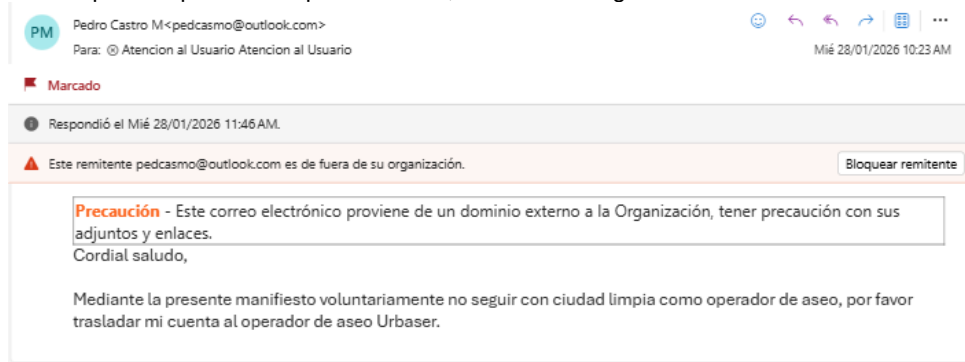 PM
Pedro Castro M<pedcasmo@outlook.com>
Para: Atencion al Usuario Atencion al Usuario
Mié 28/01/2026 10:23 AM
Marcado
Respondió el Mié 28/01/2026 11:46 AM.
Este remitente pedcasmo@outlook.com es de fuera de su organización.
Bloquear remitente
Precaución - Este correo electrónico proviene de un dominio externo a la Organización, tener precaución con sus
adjuntos y enlaces.
Cordial saludo,
Mediante la presente manifiesto voluntariamente no seguir con ciudad limpia como operador de aseo, por favor
trasladar mi cuenta al operador de aseo Urbaser.